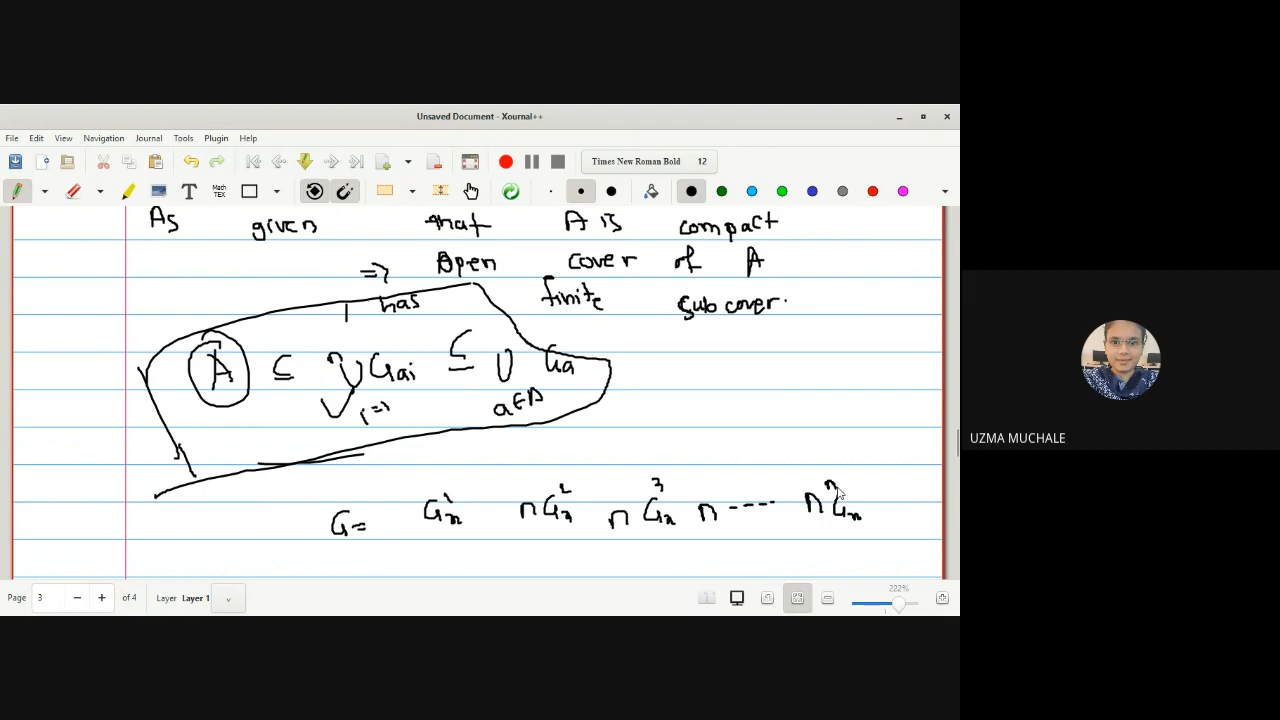 Unsaved Document - Xournal++
File Edit View Navigation Journal Tools Plugin Help
Times New Roman Bold 12
As given that A is compact
=> Open cover of A
has finite subcover.
A ⊆ ∪ Gai ⊆ ∪ Ga
n i=1 a∈A
G= G¹ₙ ∩ G²ₙ ∩ G³ₙ ∩ ---- ∩ Gⁿₙ
UZMA MUCHALE
Page 3 of 4 Layer Layer 1 222%